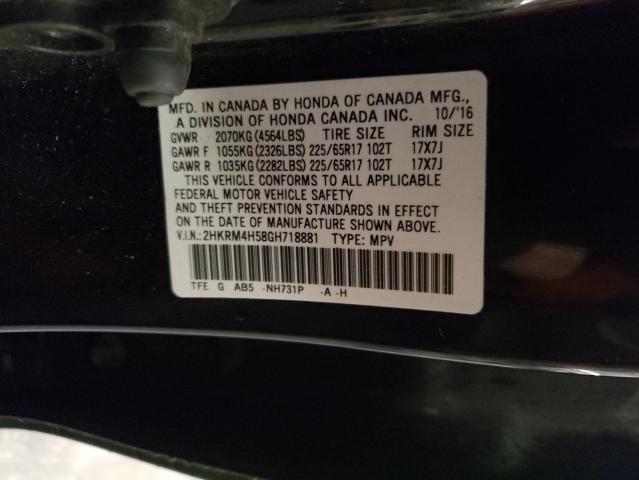 MFD. IN CANADA BY HONDA OF CANADA MFG.,
A DIVISION OF HONDA CANADA INC. 10/'16
GVWR 2070KG(4564LBS) TIRE SIZE RIM SIZE
GAWR F 1055KG(2326LBS) 225/65R17 102T 17X7J
GAWR R 1035KG(2282LBS) 225/65R17 102T 17X7J
THIS VEHICLE CONFORMS TO ALL APPLICABLE
FEDERAL MOTOR VEHICLE SAFETY
AND THEFT PREVENTION STANDARDS IN EFFECT
ON THE DATE OF MANUFACTURE SHOWN ABOVE.
V.I.N.:2HKRM4H58GH718881 TYPE: MPV
TFE G AB5 -NH731P -A -H